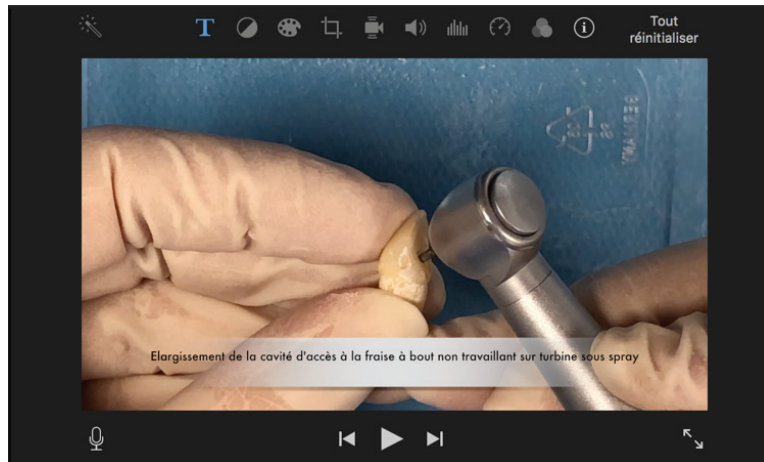 T
Tout
réinitialiser
Elargissement de la cavité d'accès à la fraise à bout non travaillant sur turbine sous spray